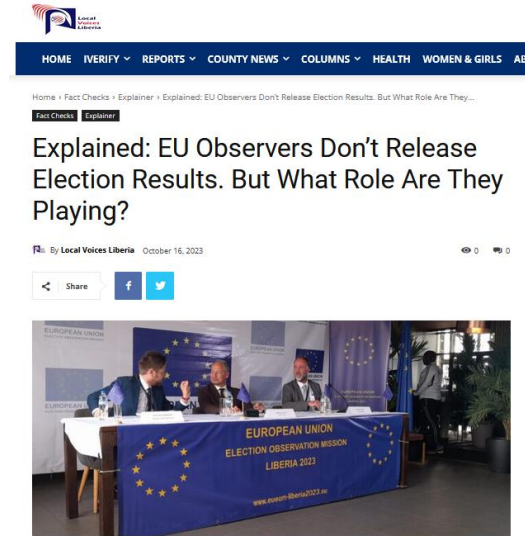 Local
Voices
Liberia
HOME IVERIFY REPORTS COUNTY NEWS COLUMNS HEALTH WOMEN & GIRLS AB
Home › Fact Checks › Explainer › Explained: EU Observers Don't Release Election Results. But What Role Are They...
Fact Checks Explainer
Explained: EU Observers Don’t Release
Election Results. But What Role Are They
Playing?
By Local Voices Liberia October 16, 2023 0 0
Share
EUROPEAN UNION
EUROPEAN UNION
ELECTION OBSERVATION MISSION
LIBERIA 2023
www.eueom-liberia2023.eu